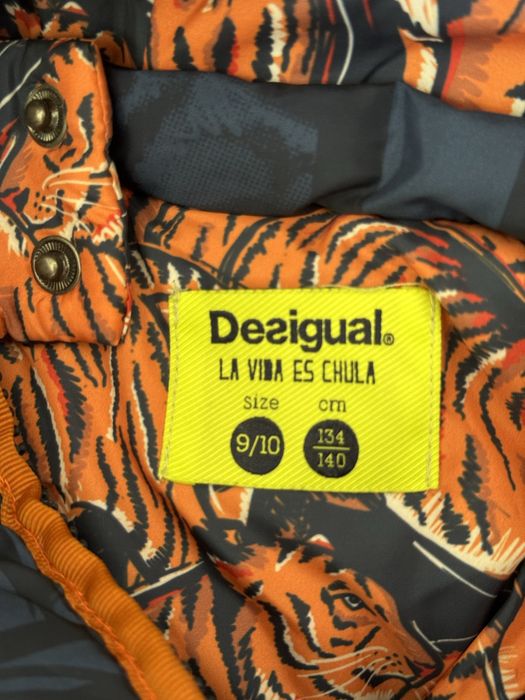 Desigual®
LA VIDA ES CHULA
size cm
9/10 134
140